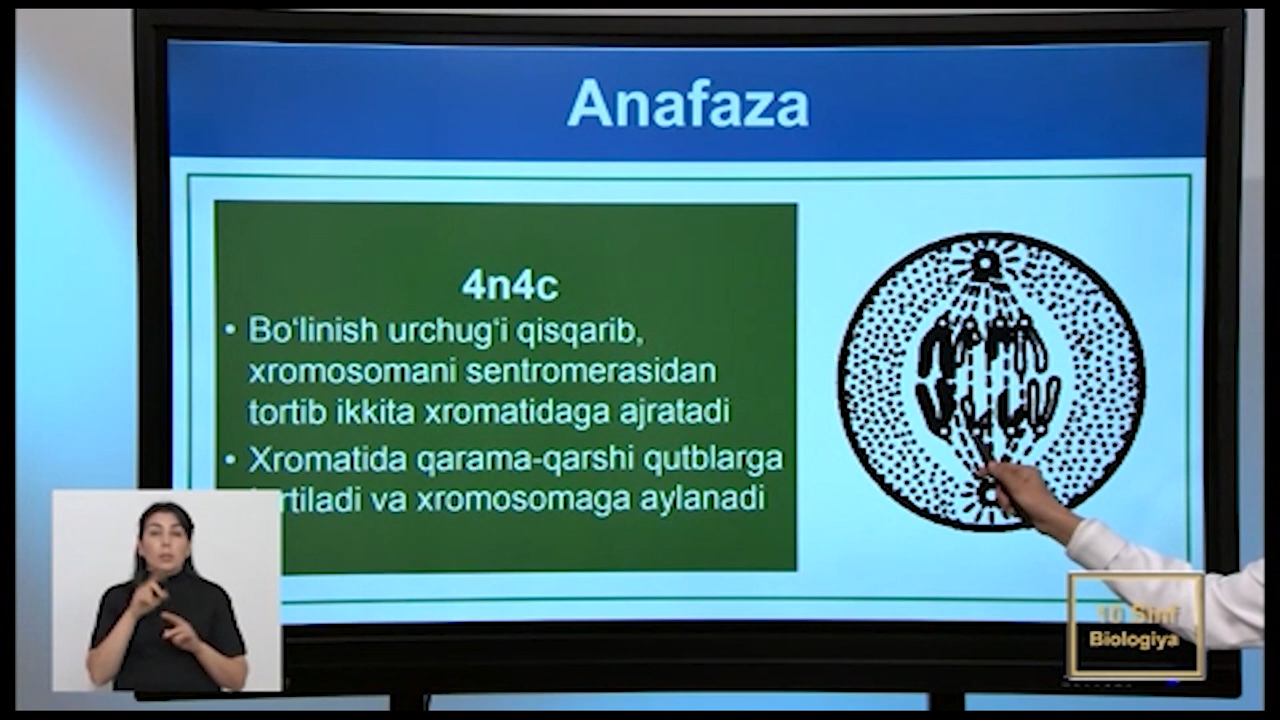 Anafaza
4n4c
• Bo‘linish urchug‘i qisqarib,
xromosomani sentromerasidan
tortib ikkita xromatidaga ajratadi
• Xromatida qarama-qarshi qutblarga
tortiladi va xromosomaga aylanadi
10 Sinf
Biologiya